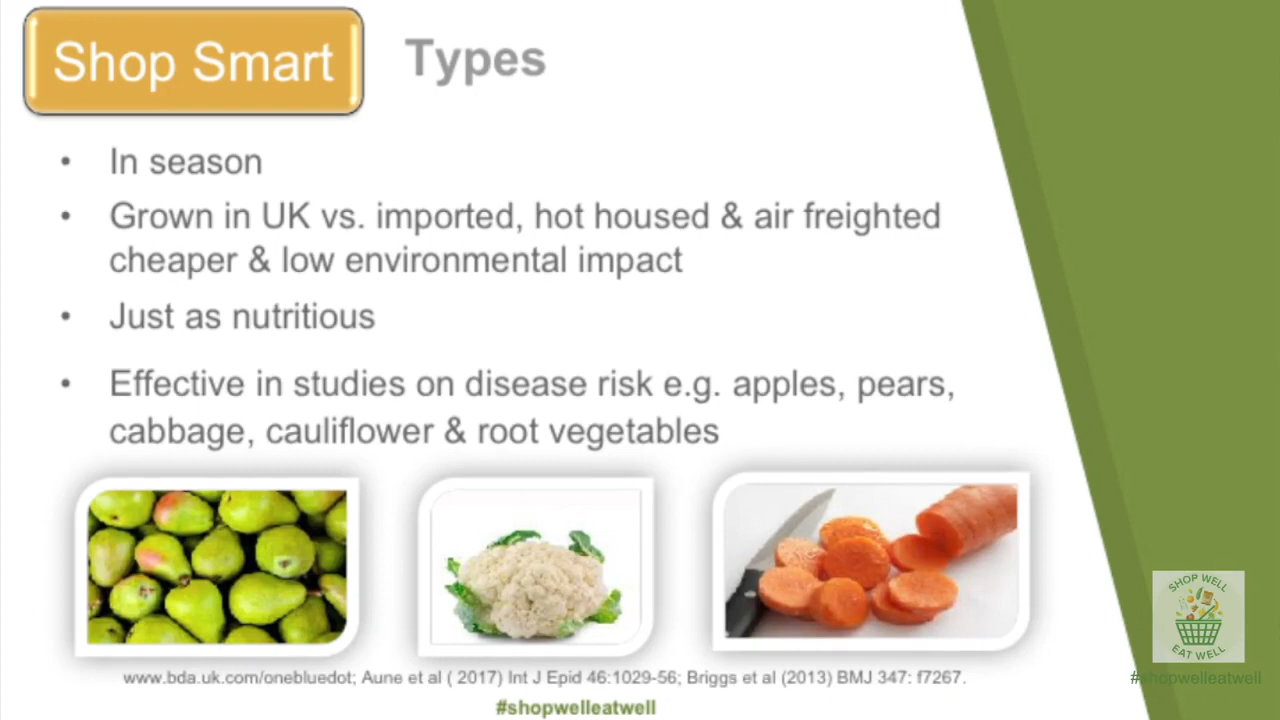 Shop Smart
Types
• In season
• Grown in UK vs. imported, hot housed & air freighted
cheaper & low environmental impact
• Just as nutritious
• Effective in studies on disease risk e.g. apples, pears,
cabbage, cauliflower & root vegetables
www.bda.uk.com/onebluedot; Aune et al ( 2017) Int J Epid 46:1029-56; Briggs et al (2013) BMJ 347: f7267.
#shopwelleatwell
SHOP WELL
EAT WELL
#shopwelleatwell